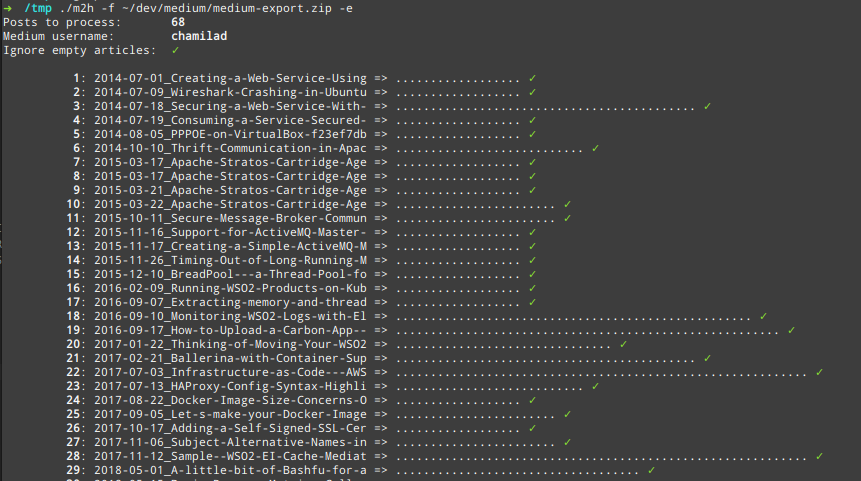 ➜ /tmp ./m2h -f ~/dev/medium/medium-export.zip -e
Posts to process: 68
Medium username: chamilad
Ignore empty articles: ✓
1: 2014-07-01_Creating-a-Web-Service-Using => .................. ✓
2: 2014-07-09_Wireshark-Crashing-in-Ubuntu => .................. ✓
3: 2014-07-18_Securing-a-Web-Service-With- => ........................................... ✓
4: 2014-07-19_Consuming-a-Service-Secured- => .................. ✓
5: 2014-08-05_PPPOE-on-VirtualBox-f23ef7db => .................. ✓
6: 2014-10-10_Thrift-Communication-in-Apac => ........................... ✓
7: 2015-03-17_Apache-Stratos-Cartridge-Age => .................. ✓
8: 2015-03-17_Apache-Stratos-Cartridge-Age => .................. ✓
9: 2015-03-21_Apache-Stratos-Cartridge-Age => .................. ✓
10: 2015-03-22_Apache-Stratos-Cartridge-Age => ....................... ✓
11: 2015-10-11_Secure-Message-Broker-Commun => ....................... ✓
12: 2015-11-16_Support-for-ActiveMQ-Master- => .................. ✓
13: 2015-11-17_Creating-a-Simple-ActiveMQ-M => .................. ✓
14: 2015-11-26_Timing-Out-of-Long-Running-M => .................. ✓
15: 2015-12-10_BreadPool---a-Thread-Pool-fo => .................. ✓
16: 2016-02-09_Running-WSO2-Products-on-Kub => .................. ✓
17: 2016-09-07_Extracting-memory-and-thread => .................. ✓
18: 2016-09-10_Monitoring-WSO2-Logs-with-El => ................................................... ✓
19: 2016-09-17_How-to-Upload-a-Carbon-App-- => ....................................................... ✓
20: 2017-01-22_Thinking-of-Moving-Your-WSO2 => ............................... ✓
21: 2017-02-21_Ballerina-with-Container-Sup => ........................................... ✓
22: 2017-07-03_Infrastructure-as-Code---AWS => ........................................................... ✓
23: 2017-07-13_HAProxy-Config-Syntax-Highli => ........................... ✓
24: 2017-08-22_Docker-Image-Size-Concerns-O => .................. ✓
25: 2017-09-05_Let-s-make-your-Docker-Image => ....................... ✓
26: 2017-10-17_Adding-a-Self-Signed-SSL-Cer => .................. ✓
27: 2017-11-06_Subject-Alternative-Names-in => ....................... ✓
28: 2017-11-12_Sample--WSO2-EI-Cache-Mediat => ........................................................... ✓
29: 2018-05-01_A-little-bit-of-Bashfu-for-a => ................................... ✓